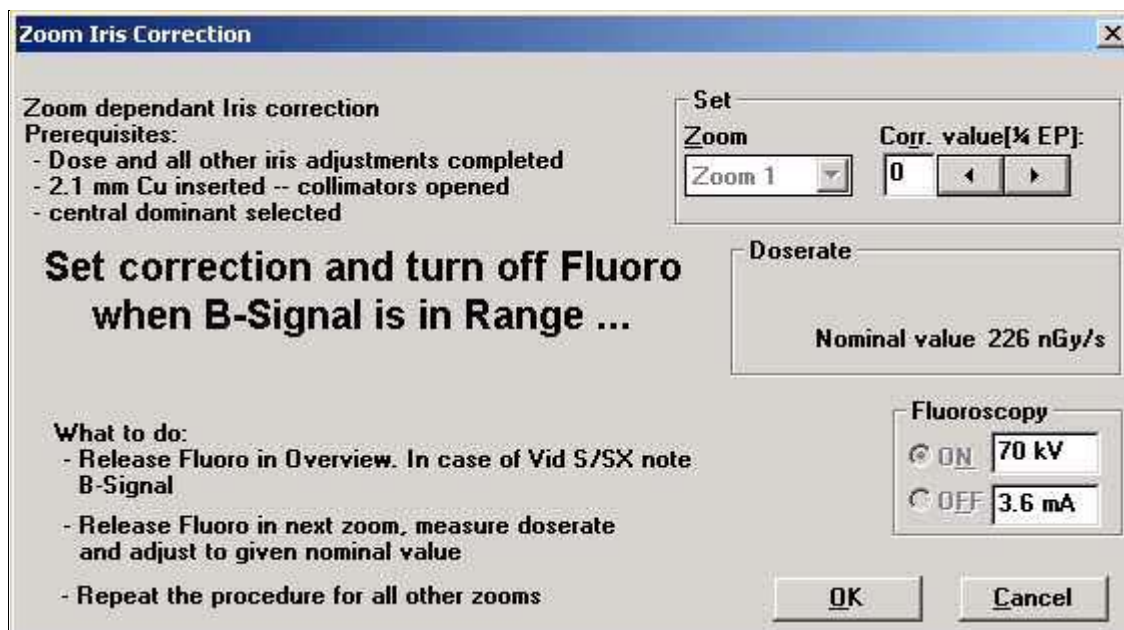 Zoom Iris Correction
Zoom dependant Iris correction
Prerequisites:
- Dose and all other iris adjustments completed
- 2.1 mm Cu inserted -- collimators opened
- central dominant selected
Set correction and turn off Fluoro
when B-Signal is in Range ...
What to do:
- Release Fluoro in Overview. In case of Vid S/SX note
B-Signal
- Release Fluoro in next zoom, measure doserate
and adjust to given nominal value
- Repeat the procedure for all other zooms
Set
Zoom
Corr. value[¼ EP]:
Zoom 1
0
Doserate
Nominal value 226 nGy/s
Fluoroscopy
ON 70 kV
OFF 3.6 mA
OK
Cancel